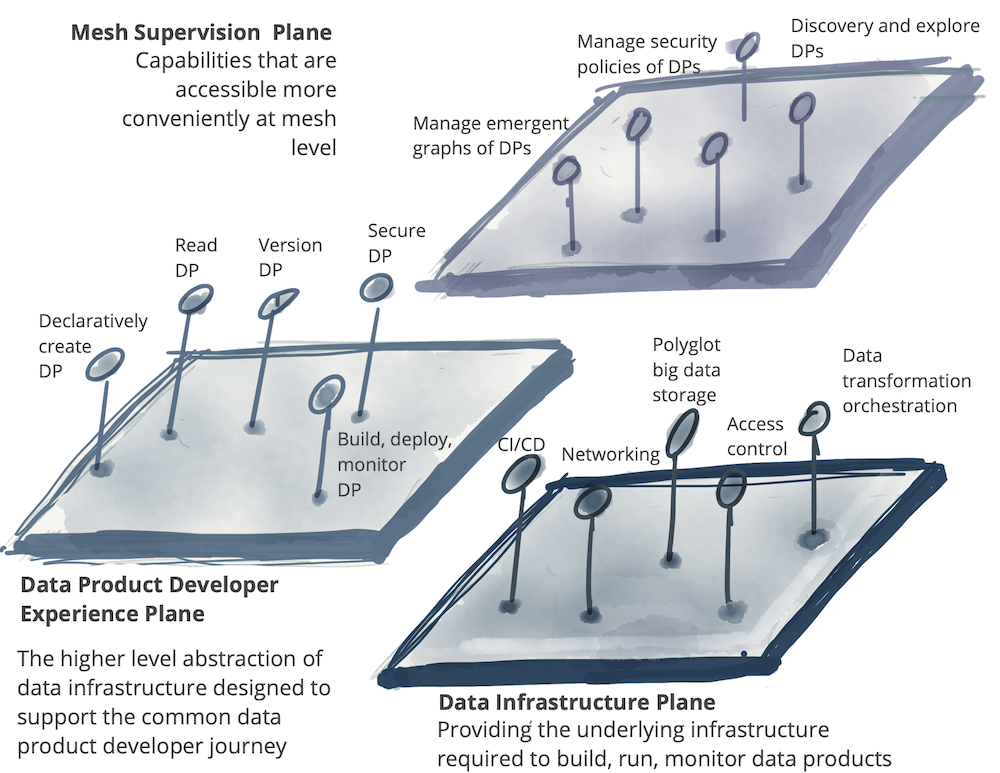 Mesh Supervision Plane
Capabilities that are
accessible more
conveniently at mesh
level
Manage security
policies of DPs
Discovery and explore
DPs
Manage emergent
graphs of DPs
Read
DP
Version
DP
Secure
DP
Declaratively
create
DP
Build, deploy,
monitor
DP
Data Product Developer
Experience Plane
The higher level abstraction of
data infrastructure designed to
support the common data
product developer journey
CI/CD
Networking
Polyglot
big data
storage
Access
control
Data
transformation
orchestration
Data Infrastructure Plane
Providing the underlying infrastructure
required to build, run, monitor data products